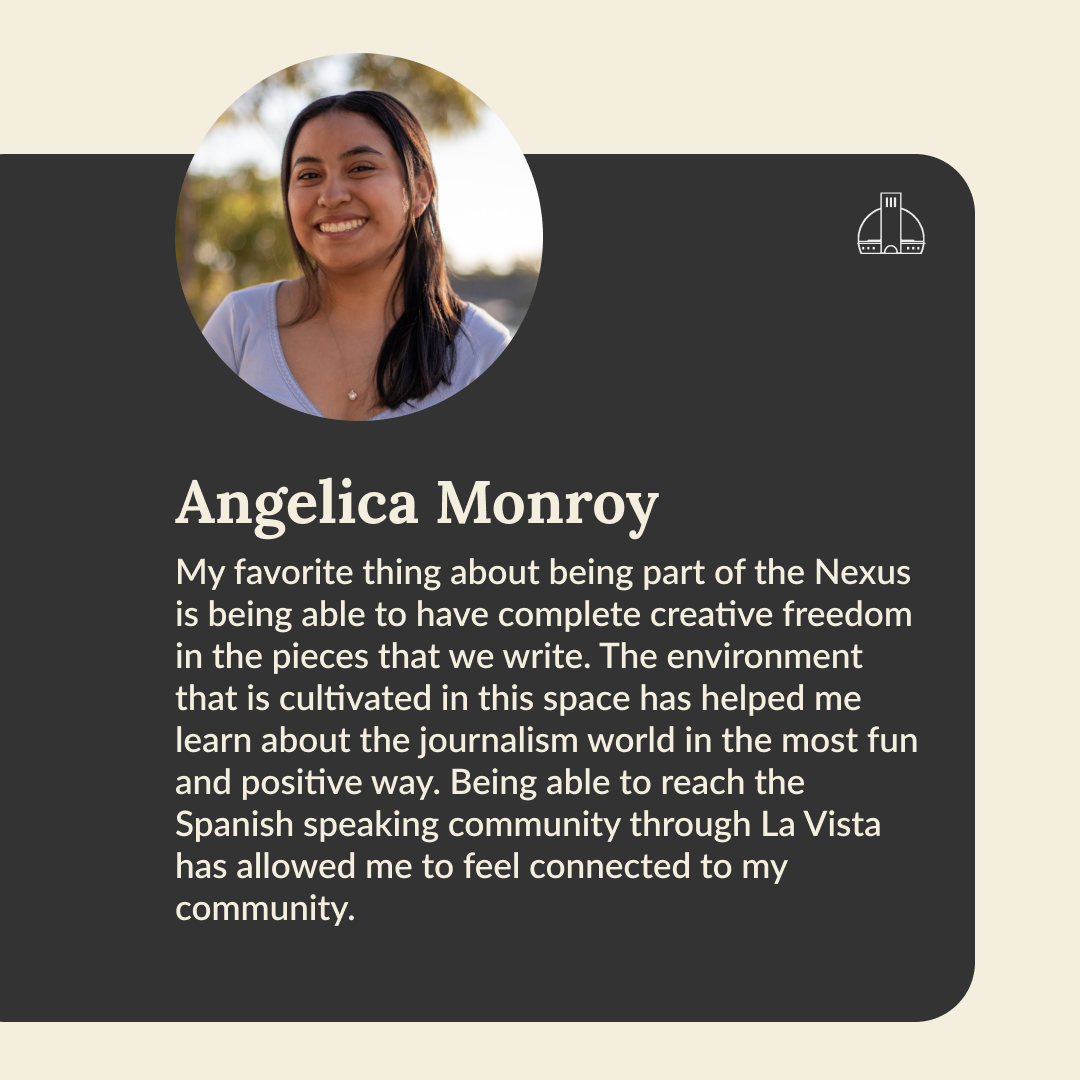 Angelica Monroy
My favorite thing about being part of the Nexus
is being able to have complete creative freedom
in the pieces that we write. The environment
that is cultivated in this space has helped me
learn about the journalism world in the most fun
and positive way. Being able to reach the
Spanish speaking community through La Vista
has allowed me to feel connected to my
community.